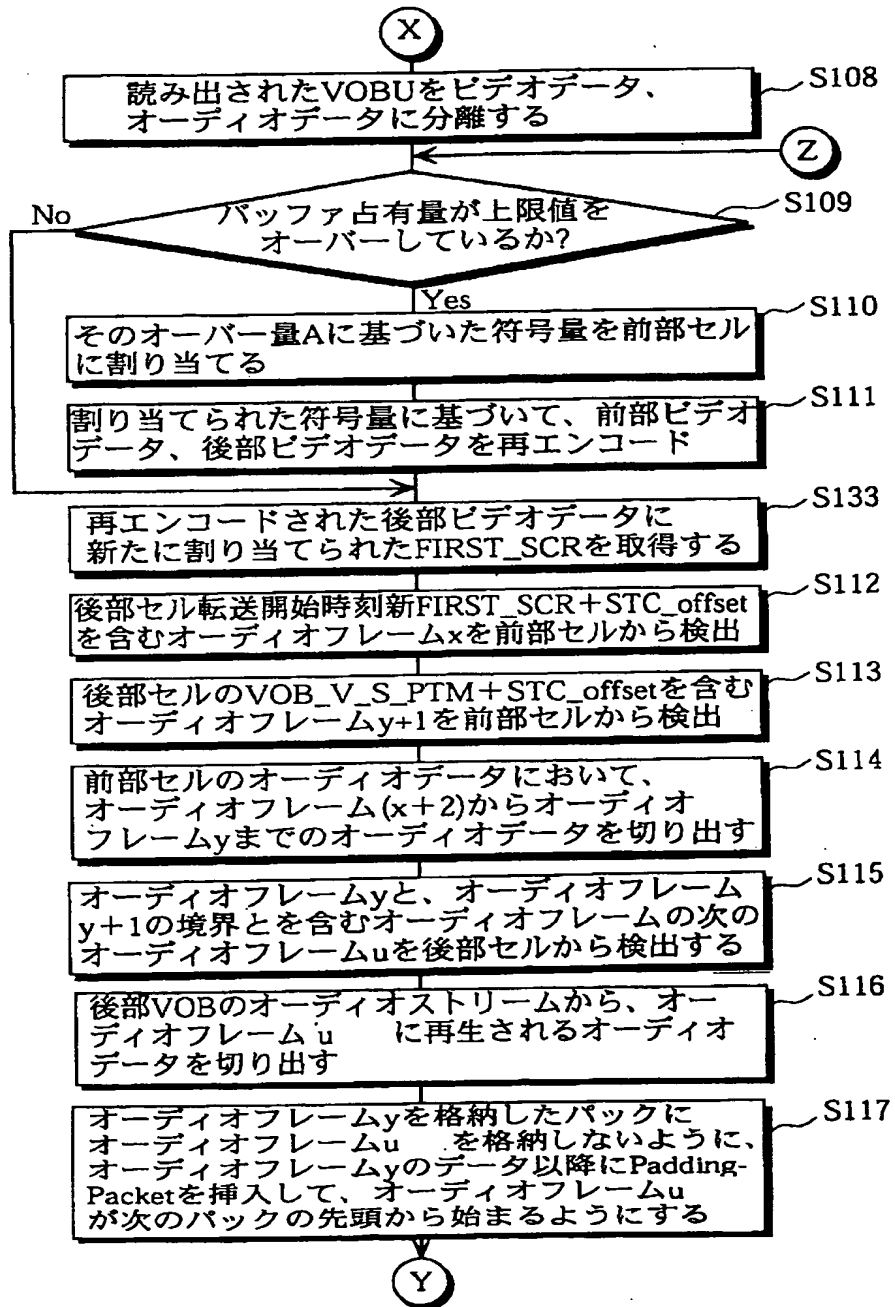 X
読み出されたVOBUをビデオデータ、
オーディオデータに分離する
S108
Z
バッファ占有量が上限値を
オーバーしているか?
S109
No
Yes
そのオーバー量Aに基づいた符号量を前部セル
に割り当てる
S110
割り当てられた符号量に基づいて、前部ビデオ
データ、後部ビデオデータを再エンコード
S111
再エンコードされた後部ビデオデータに
新たに割り当てられたFIRST_SCRを取得する
S133
後部セル転送開始時刻新FIRST_SCR+STC_offset
を含むオーディオフレームxを前部セルから検出
S112
後部セルのVOB_V_S_PTM+STC_offsetを含む
オーディオフレームy+1を前部セルから検出
S113
前部セルのオーディオデータにおいて、
オーディオフレーム(x+2)からオーディオ
フレームyまでのオーディオデータを切り出す
S114
オーディオフレームyと、オーディオフレーム
y+1の境界とを含むオーディオフレームの次の
オーディオフレームuを後部セルから検出する
S115
後部VOBのオーディオストリームから、オー
ディオフレーム u に再生されるオーディオ
データを切り出す
S116
オーディオフレームyを格納したパックに
オーディオフレームu を格納しないように、
オーディオフレームyのデータ以降にPadding-
Packetを挿入して、オーディオフレームu
が次のパックの先頭から始まるようにする
S117
Y